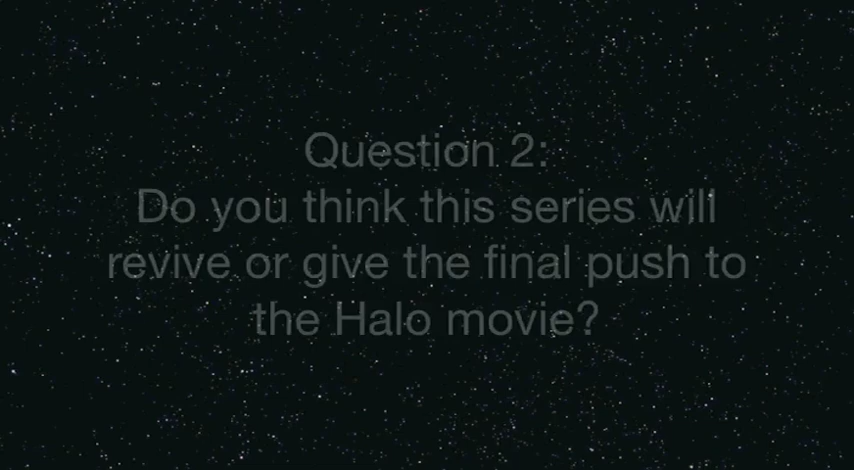 Question 2:
Do you think this series will
revive or give the final push to
the Halo movie?